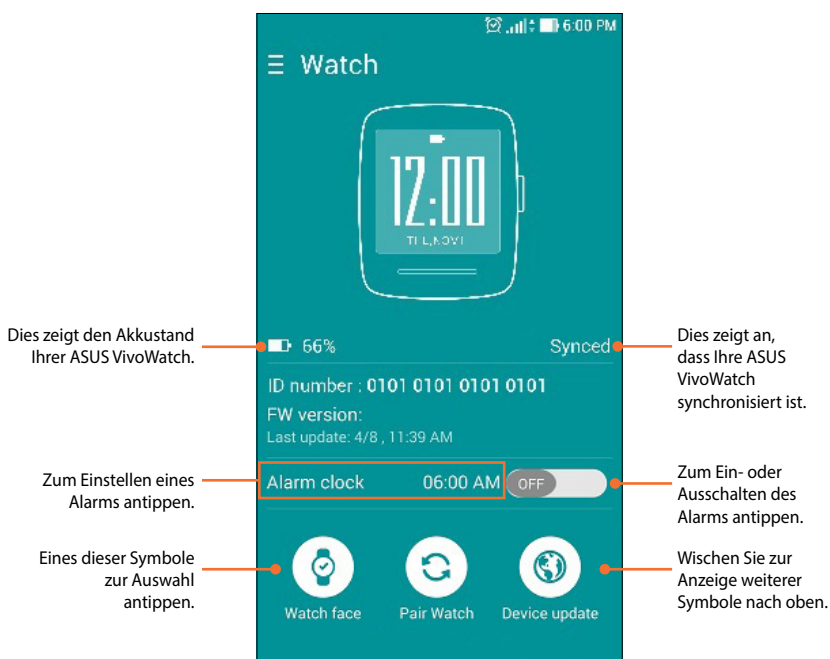 6:00 PM
Watch
12:00
Dies zeigt den Akkustand
Ihrer ASUS VivoWatch.
66%
Synced
Dies zeigt an,
dass Ihre ASUS
VivoWatch
synchronisiert ist.
ID number : 0101 0101 0101 0101
FW version:
Last update: 4/8 , 11:39 AM
Zum Einstellen eines
Alarms antippen.
Alarm clock 06:00 AM
OFF
Zum Ein- oder
Ausschalten des
Alarms antippen.
Eines dieser Symbole
zur Auswahl
antippen.
Watch face
Pair Watch
Device update
Wischen Sie zur
Anzeige weiterer
Symbole nach oben.